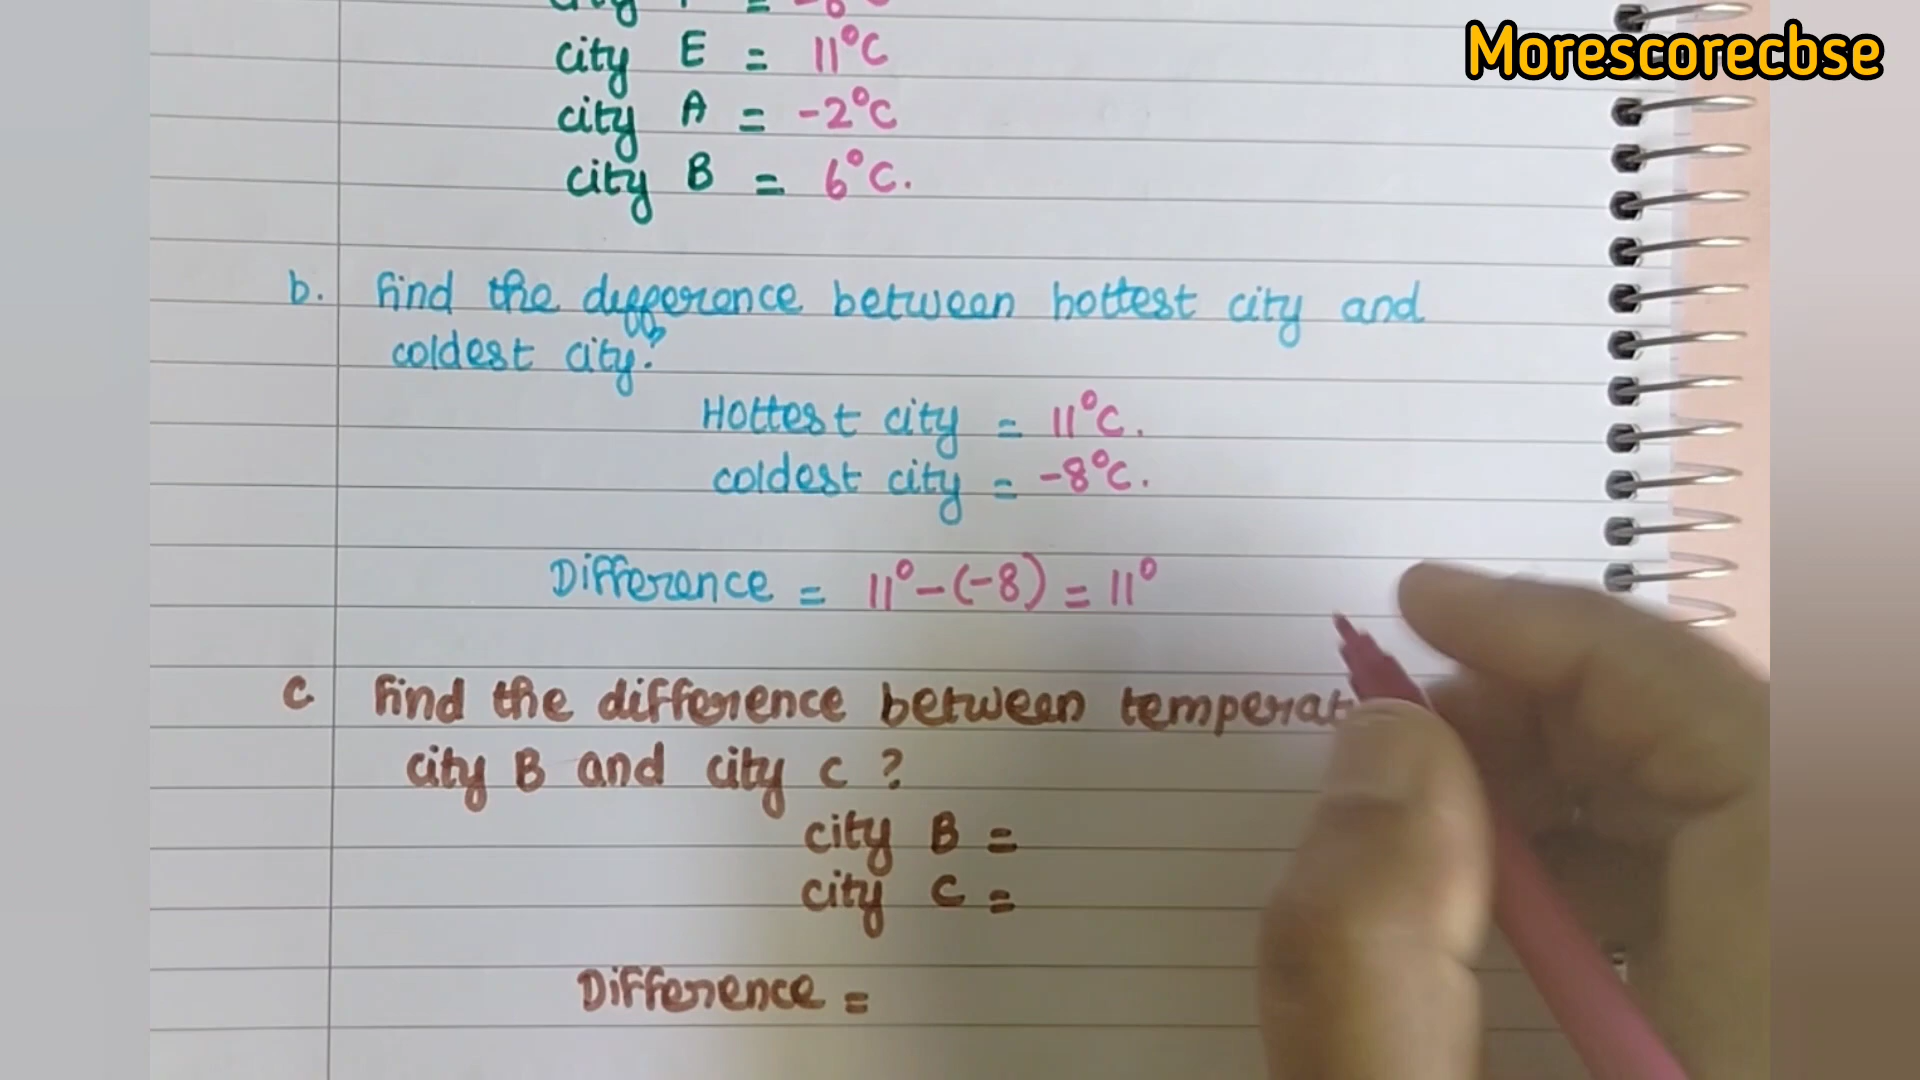 Morescorecbse
city E = 11°C
city A = -2°C
city B = 6°C.
b. Find the difference between hottest city and
coldest city?
Hottest city = 11°C.
coldest city = -8°C.
Difference = 11° - (-8) = 11°
c. Find the difference between
city B and city c ?
city B =
city c =
Difference =